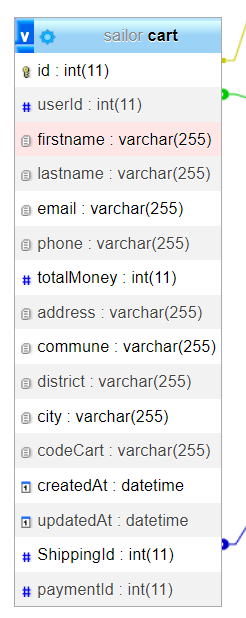 v sailor cart
id : int(11)
# userId : int(11)
firstname : varchar(255)
lastname : varchar(255)
email : varchar(255)
phone : varchar(255)
# totalMoney : int(11)
address : varchar(255)
commune : varchar(255)
district : varchar(255)
city : varchar(255)
codeCart : varchar(255)
createdAt : datetime
updatedAt : datetime
# ShippingId : int(11)
# paymentId : int(11)